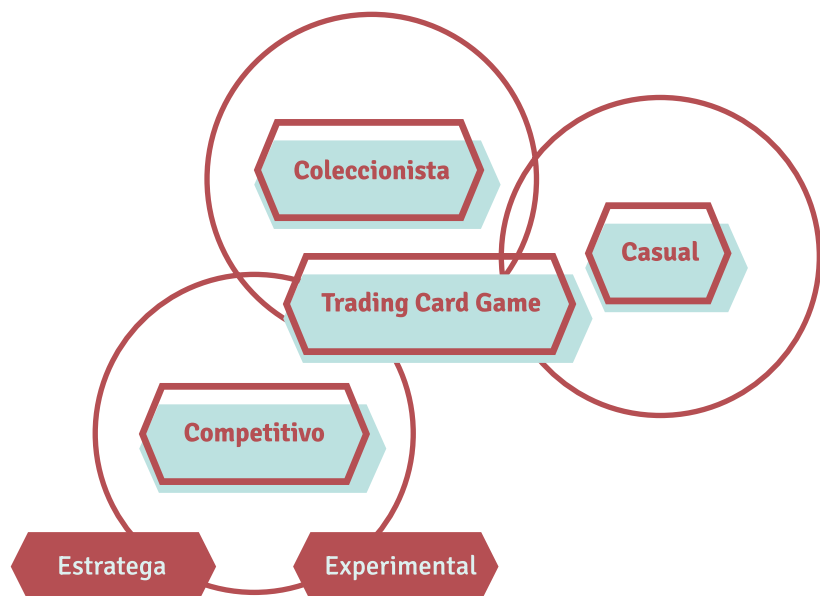 Coleccionista
Casual
Trading Card Game
Competitivo
Estratega
Experimental